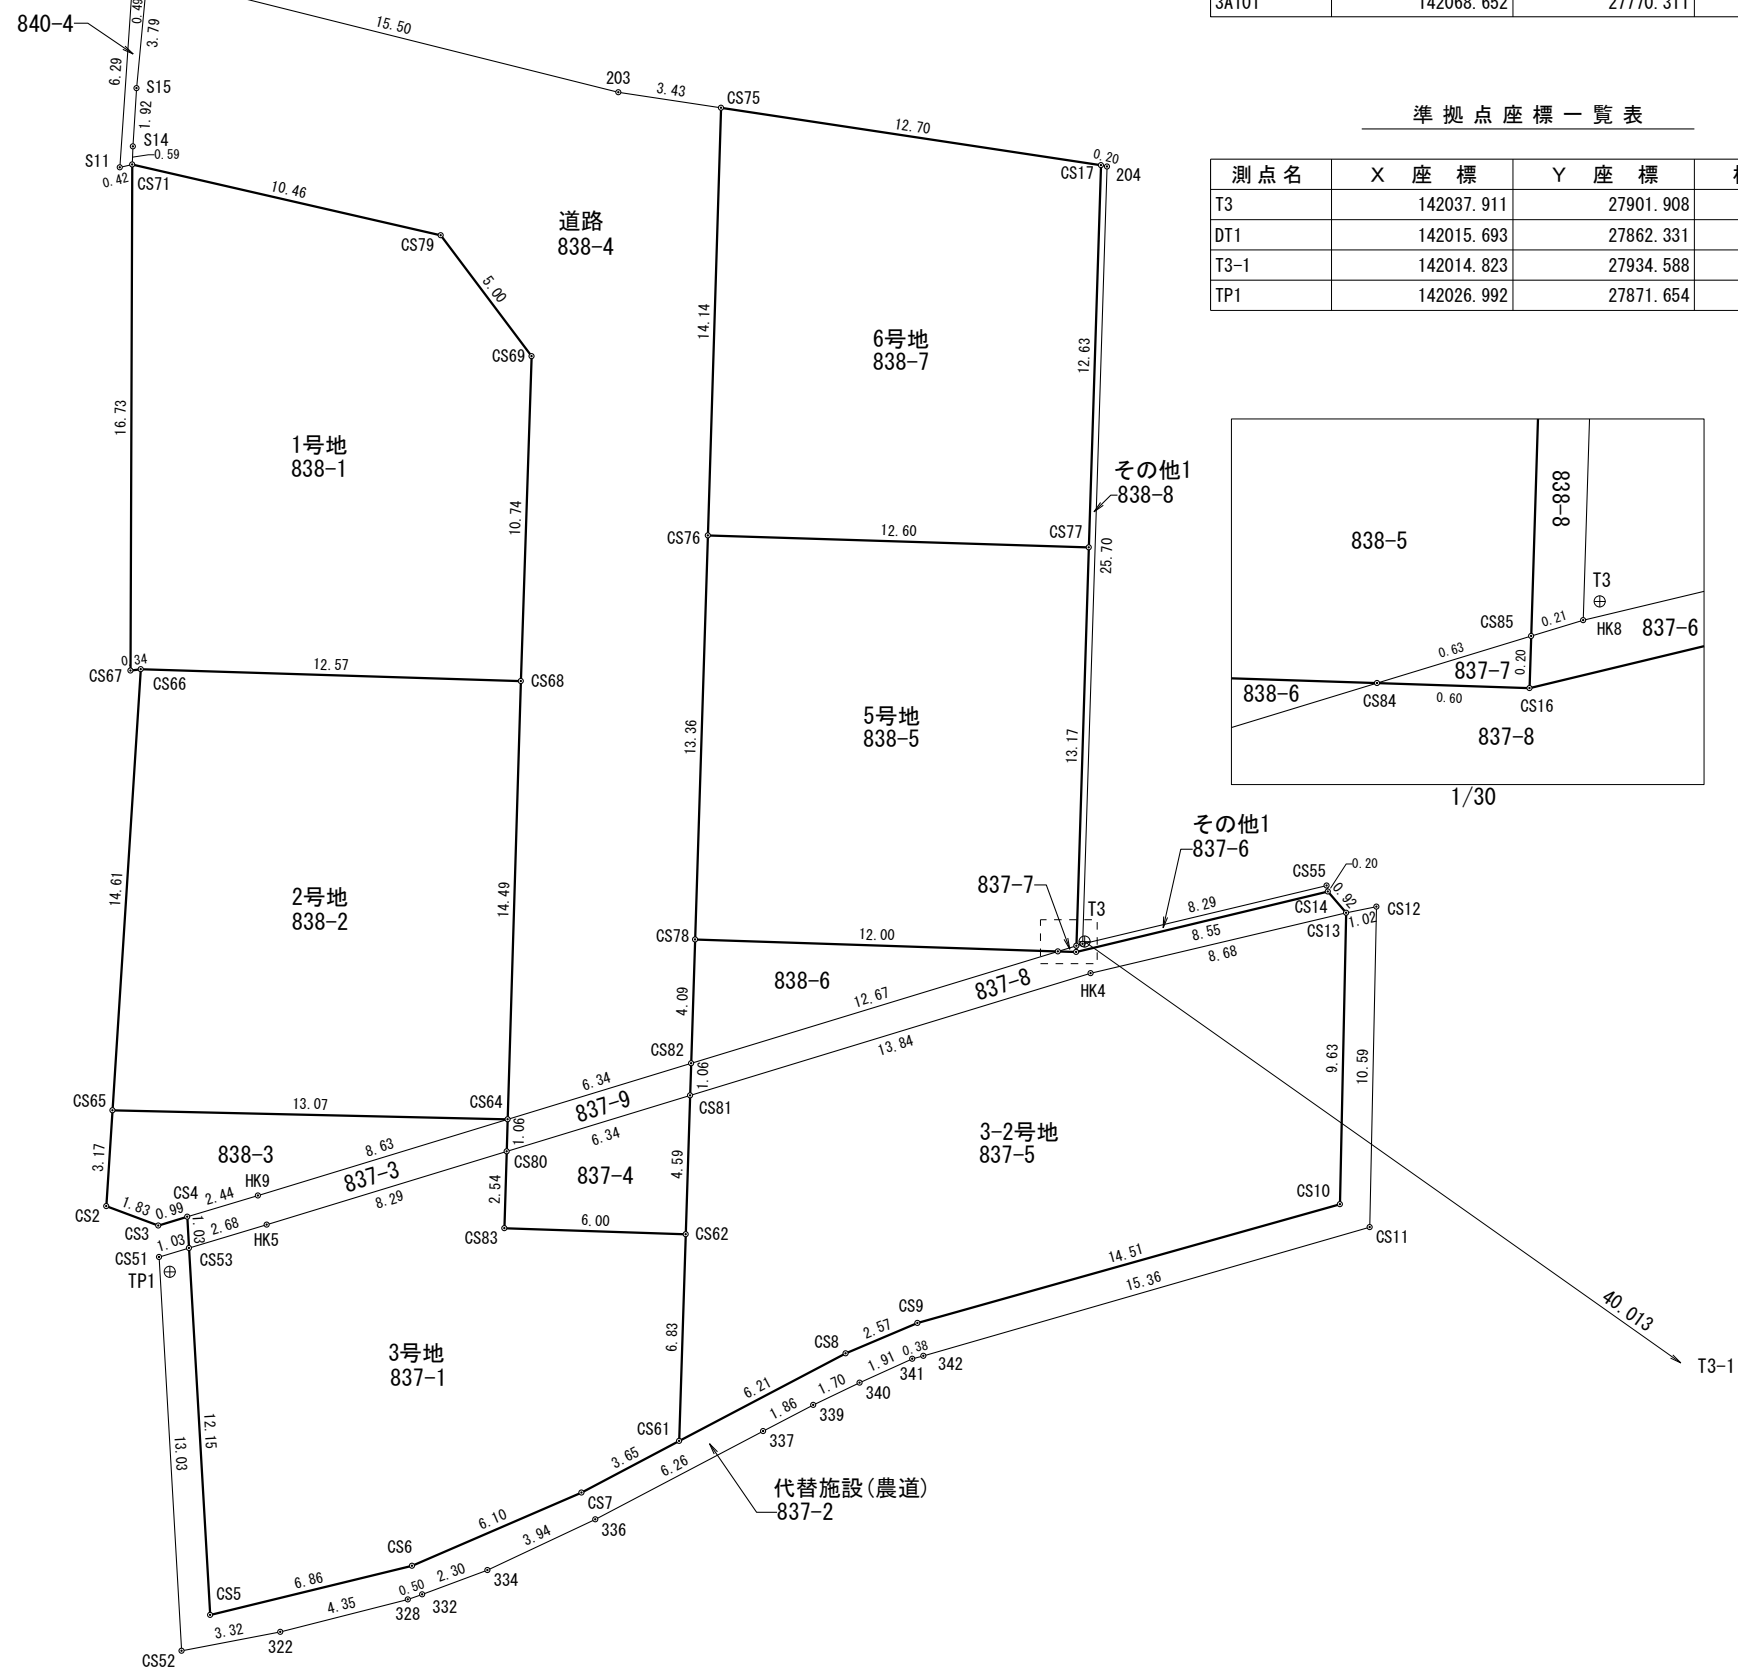 3A101 142068.652 27770.311
840-4
0.49
3.79
6.29
15.50
203
3.43
CS75
S15
1.92
S14
0.59
S11
0.42
CS71
10.46
CS79
5.00
CS69
道路
838-4
12.70
0.20
CS17
204
準拠点座標一覧表
測点名 X 座 標 Y 座 標
T3 142037.911 27901.908
DT1 142015.693 27862.331
T3-1 142014.823 27934.588
TP1 142026.992 27871.654
14.14
6号地
838-7
12.63
16.73
1号地
838-1
10.74
その他1
838-8
CS76
12.60
CS77
25.70
838-5
838-8
T3
CS85
0.21
HK8
837-6
0.63
837-7
0.20
838-6
CS84
0.60
CS16
837-8
1/30
CS67
0.34
CS66
12.57
CS68
13.36
5号地
838-5
13.17
14.61
2号地
838-2
14.49
その他1
837-6
837-7
T3
CS55
0.20
0.92
CS14
CS12
1.02
CS13
8.29
8.55
8.68
CS78
12.00
838-6
837-8
HK4
4.09
12.67
13.84
CS82
1.06
CS81
CS65
13.07
CS64
6.34
837-9
1.06
6.34
CS80
9.63
10.59
3-2号地
837-5
838-3
8.63
3.17
HK9
837-3
837-4
4.59
CS4
2.44
8.29
2.54
CS2
1.83
0.99
CS3
1.03
2.68
HK5
CS83
6.00
CS62
CS10
CS11
CS51
1.03
CS53
TP1
14.51
15.36
CS9
2.57
CS8
40.013
T3-1
3号地
837-1
6.83
6.21
1.91
0.38
342
341
340
1.70
339
1.86
337
12.15
13.03
CS61
3.65
6.26
代替施設(農道)
837-2
CS7
336
6.10
3.94
CS6
334
2.30
0.50
332
328
6.86
CS5
4.35
3.32
322
CS52